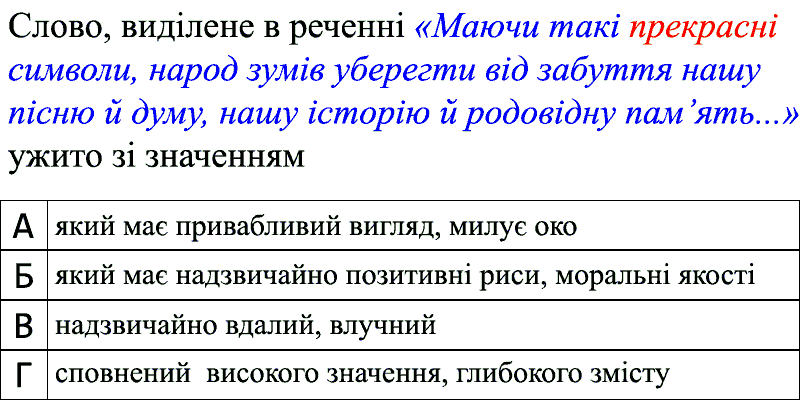 Слово, виділене в реченні «Маючи такі прекрасні
символи, народ зумів уберегти від забуття нашу
пісню й думу, нашу історію й родовідну пам’ять...»
ужито зі значенням
А який має привабливий вигляд, милує око
Б який має надзвичайно позитивні риси, моральні якості
В надзвичайно вдалий, влучний
Г сповнений високого значення, глибокого змісту